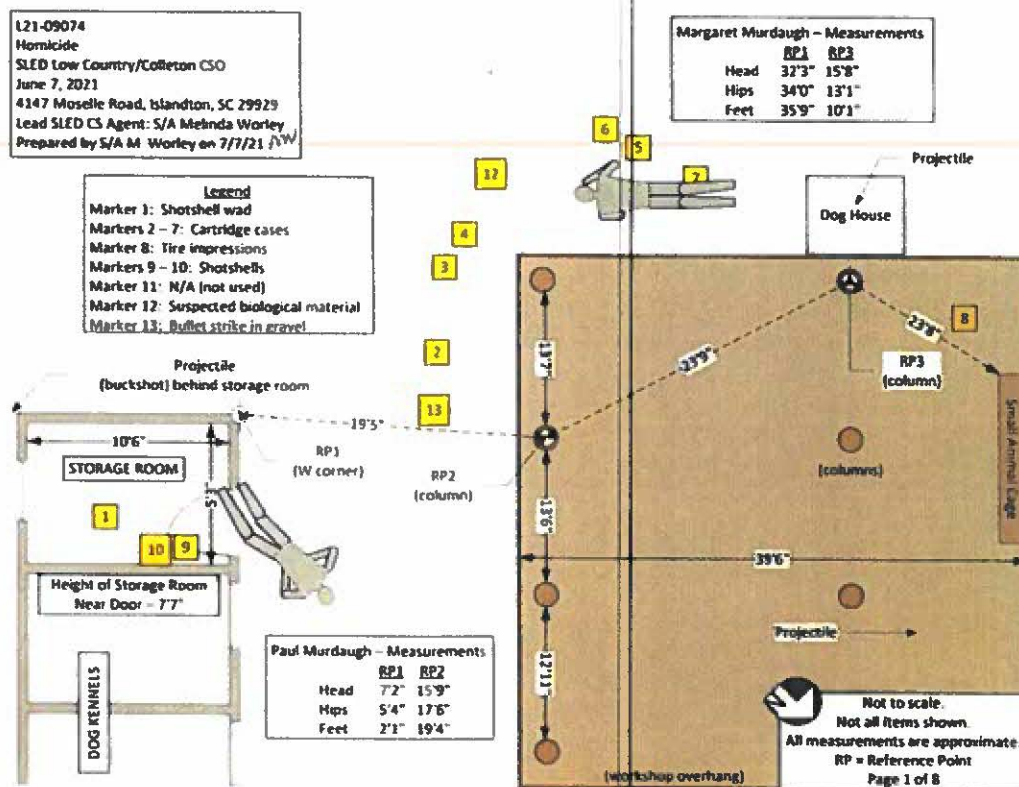 L21-09074
Homicide
SLED Low Country/Colleton CSO
June 7, 2021
4147 Moselle Road, Islandton, SC 29929
Lead SLED CS Agent: S/A Melinda Worley
Prepared by S/A M Worley on 7/7/21 MW
Margaret Murdaugh – Measurements
RP1 RP3
Head 32'3" 15'8"
Hips 34'0" 13'1"
Feet 35'9" 10'1"
Legend
Marker 1: Shotshell wad
Markers 2 – 7: Cartridge cases
Marker 8: Tire impressions
Markers 9 – 10: Shotshells
Marker 11: N/A (not used)
Marker 12: Suspected biological material
Marker 13: Bullet strike in gravel
6
5
7
12
4
3
2
13
Projectile
Dog House
8
13'7"
23'9"
23'8"
RP3
(column)
Small Animal Cage
Projectile
(buckshot) behind storage room
19'5"
RP1
(W corner)
RP2
(column)
(columns)
10'6"
STORAGE ROOM
1
10
9
Height of Storage Room
Near Door – 7'7"
13'6"
39'6"
12'11"
Projectile
Paul Murdaugh – Measurements
RP1 RP2
Head 7'2" 15'9"
Hips 5'4" 17'6"
Feet 2'1" 19'4"
DOG KENNELS
(workshop overhang)
Not to scale.
Not all items shown.
All measurements are approximate.
RP = Reference Point
Page 1 of 8